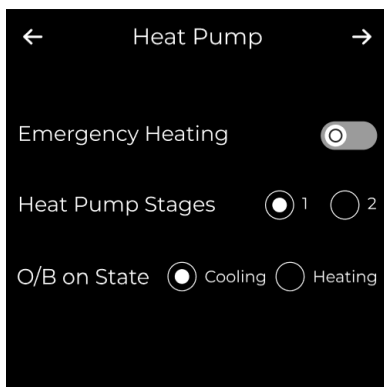 Heat Pump
Emergency Heating
Heat Pump Stages 1 2
O/B on State Cooling Heating